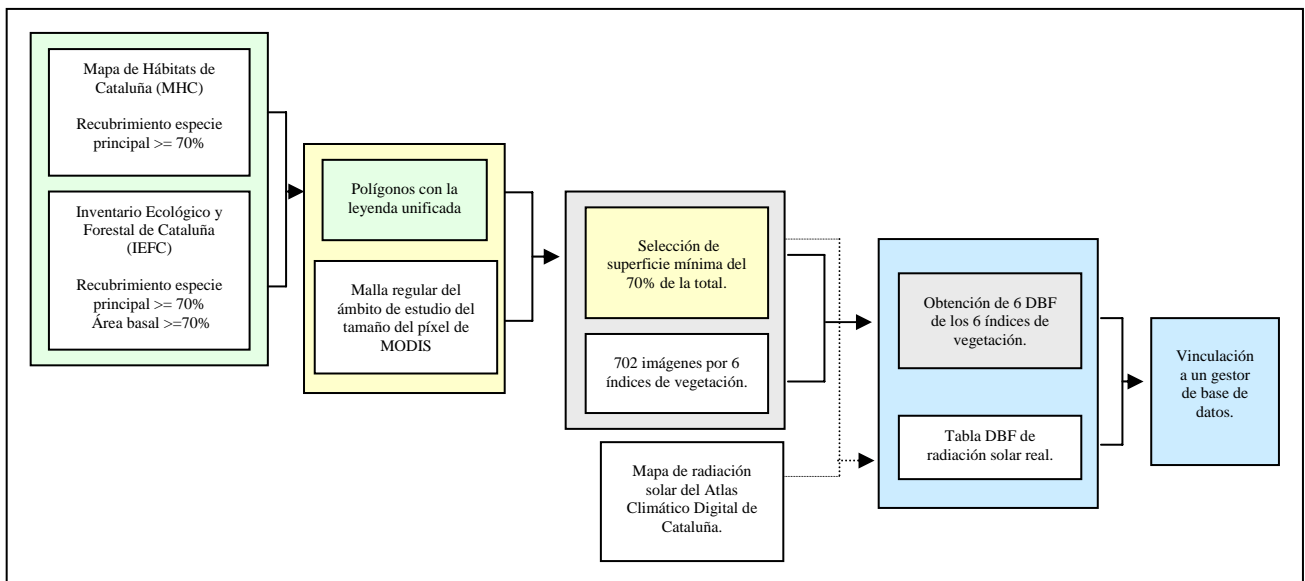 Mapa de Hábitats de
Cataluña (MHC)
Recubrimiento especie
principal >= 70%
Inventario Ecológico y
Forestal de Cataluña
(IEFC)
Recubrimiento especie
principal >= 70%
Área basal >=70%
Polígonos con la
leyenda unificada
Malla regular del
ámbito de estudio del
tamaño del píxel de
MODIS
Selección de
superficie mínima del
70% de la total.
702 imágenes por 6
índices de vegetación.
Mapa de radiación
solar del Atlas
Climático Digital de
Cataluña.
Obtención de 6 DBF
de los 6 índices de
vegetación.
Tabla DBF de
radiación solar real.
Vinculación
a un gestor
de base de
datos.